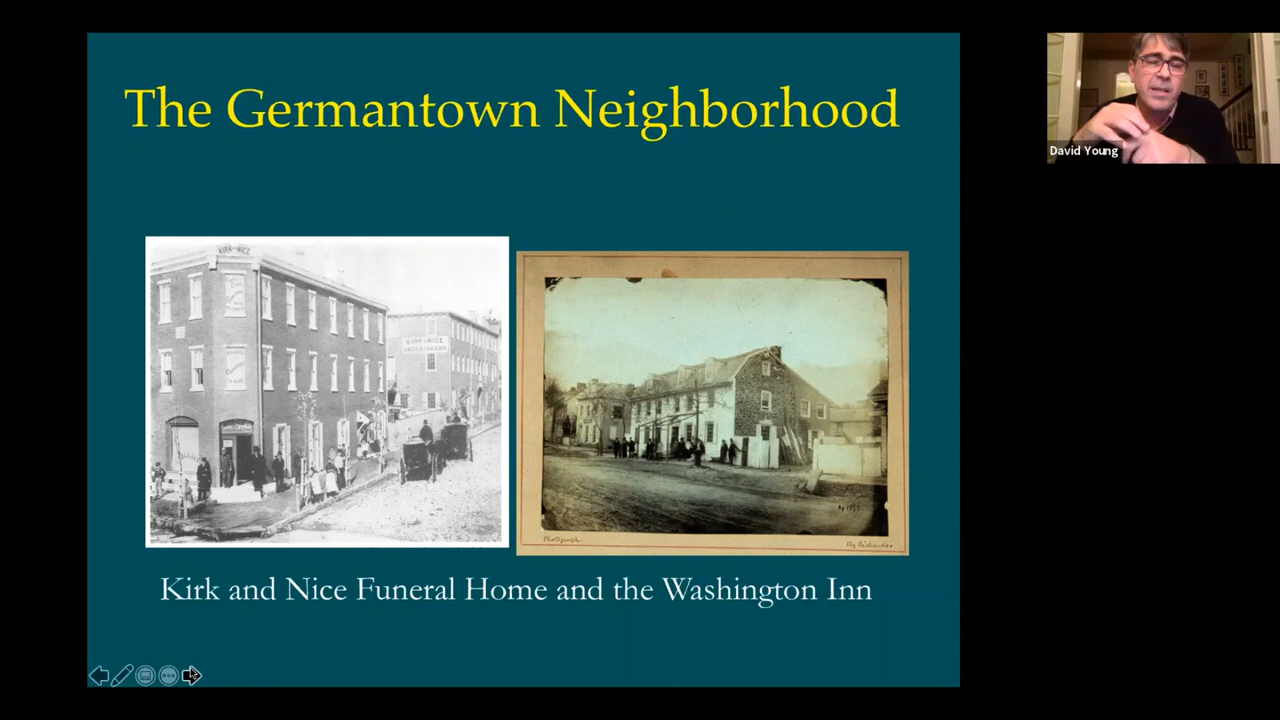 The Germantown Neighborhood
David Young
KIRK & NICE
KIRK & NICE
UNDERTAKERS
Photograph.
Kirk and Nice Funeral Home and the Washington Inn